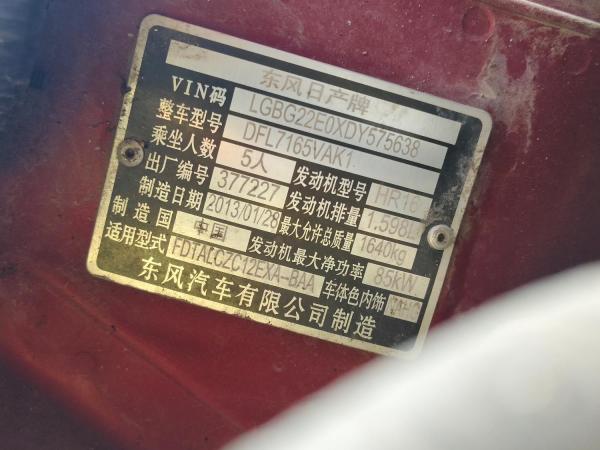 东风日产牌
VIN码 LGBG22E0XDY575638
整车型号 DFL7165VAK1
乘坐人数 5人 发动机型号 HR16
出厂编号 377227 发动机排量 1.598L
制造日期 2013/01/28 最大允许总质量 1640kg
制造国 中国 发动机最大净功率 85kW
适用型式 FDTALCZC12EXA-BAA 车体色内饰
东风汽车有限公司制造